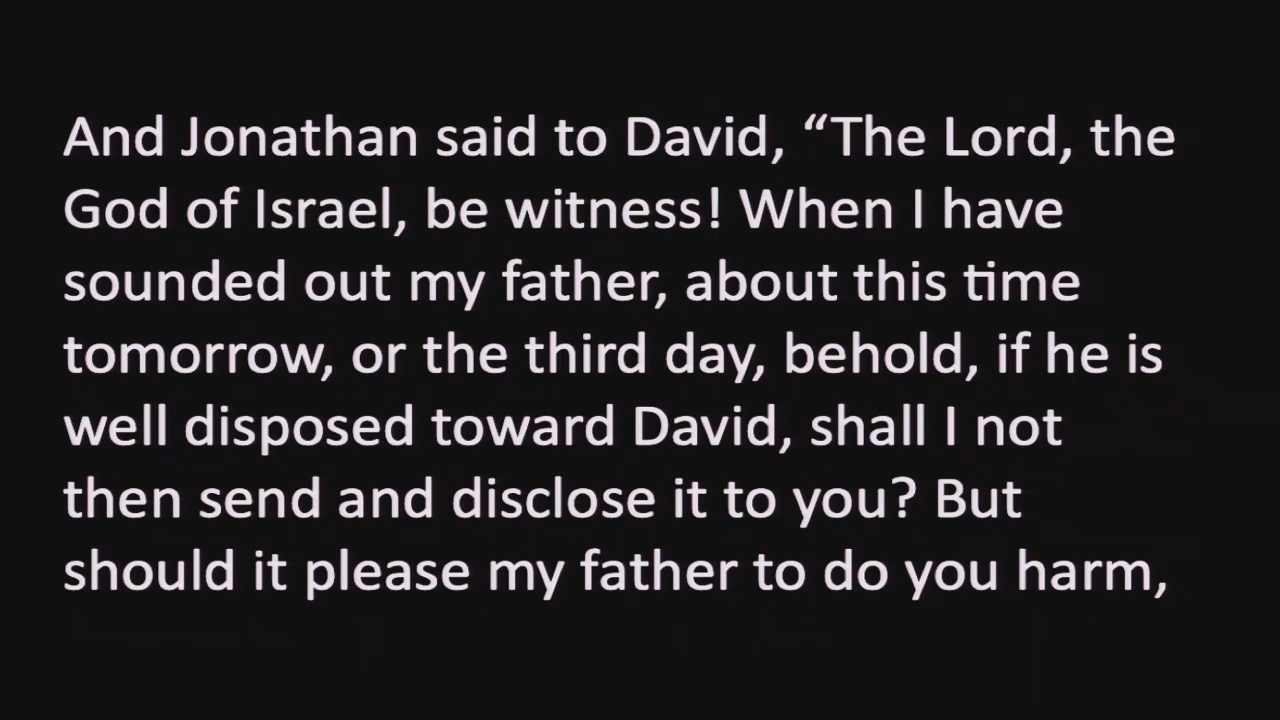 And Jonathan said to David, “The Lord, the
God of Israel, be witness! When I have
sounded out my father, about this time
tomorrow, or the third day, behold, if he is
well disposed toward David, shall I not
then send and disclose it to you? But
should it please my father to do you harm,